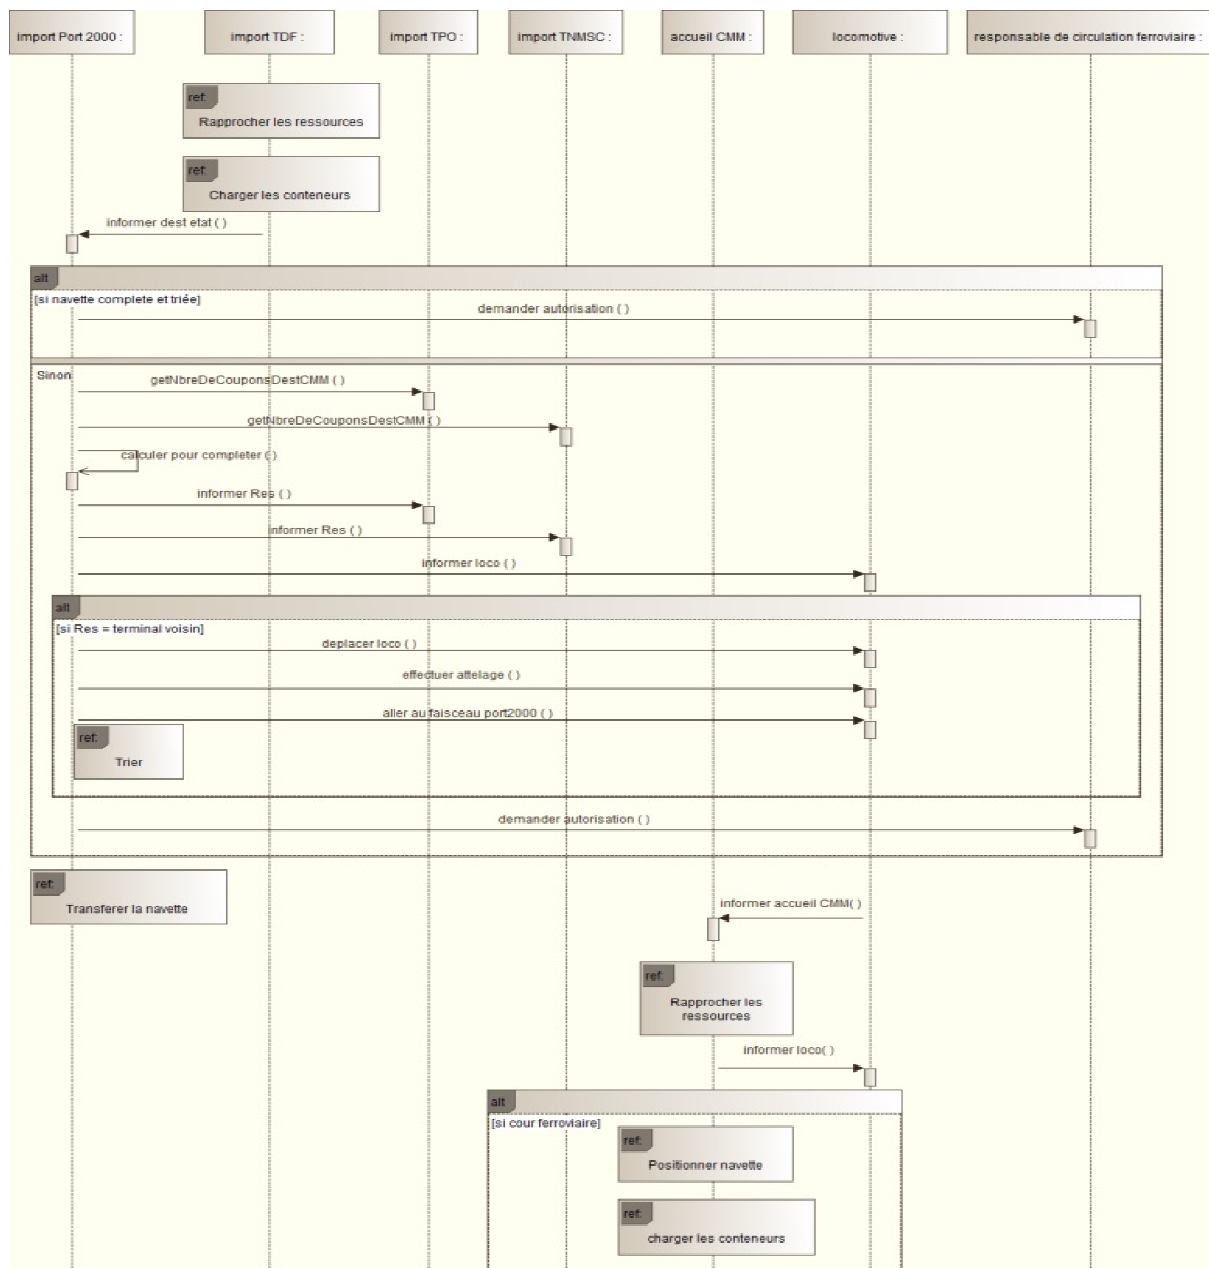 import Port 2000 :
import TDF :
import TPO :
import TNMSC :
accueil CMM :
locomotive :
responsable de circulation ferroviaire :
ref:
Rapprocher les ressources
ref:
Charger les conteneurs
informer dest etat ( )
alt
[si navette complete et triée]
demander autorisation ( )
Sinon
getNbreDeCouponsDestCMM ( )
getNbreDeCouponsDestCMM ( )
calculer pour completer ( )
informer Res ( )
informer Res ( )
informer loco ( )
alt
[si Res = terminal voisin]
deplacer loco ( )
effectuer attelage ( )
aller au faisceau port2000 ( )
ref:
Trier
demander autorisation ( )
ref:
Transferer la navette
informer accueil CMM( )
ref:
Rapprocher les
ressources
informer loco( )
alt
[si cour ferroviaire]
ref:
Positionner navette
ref:
charger les conteneurs